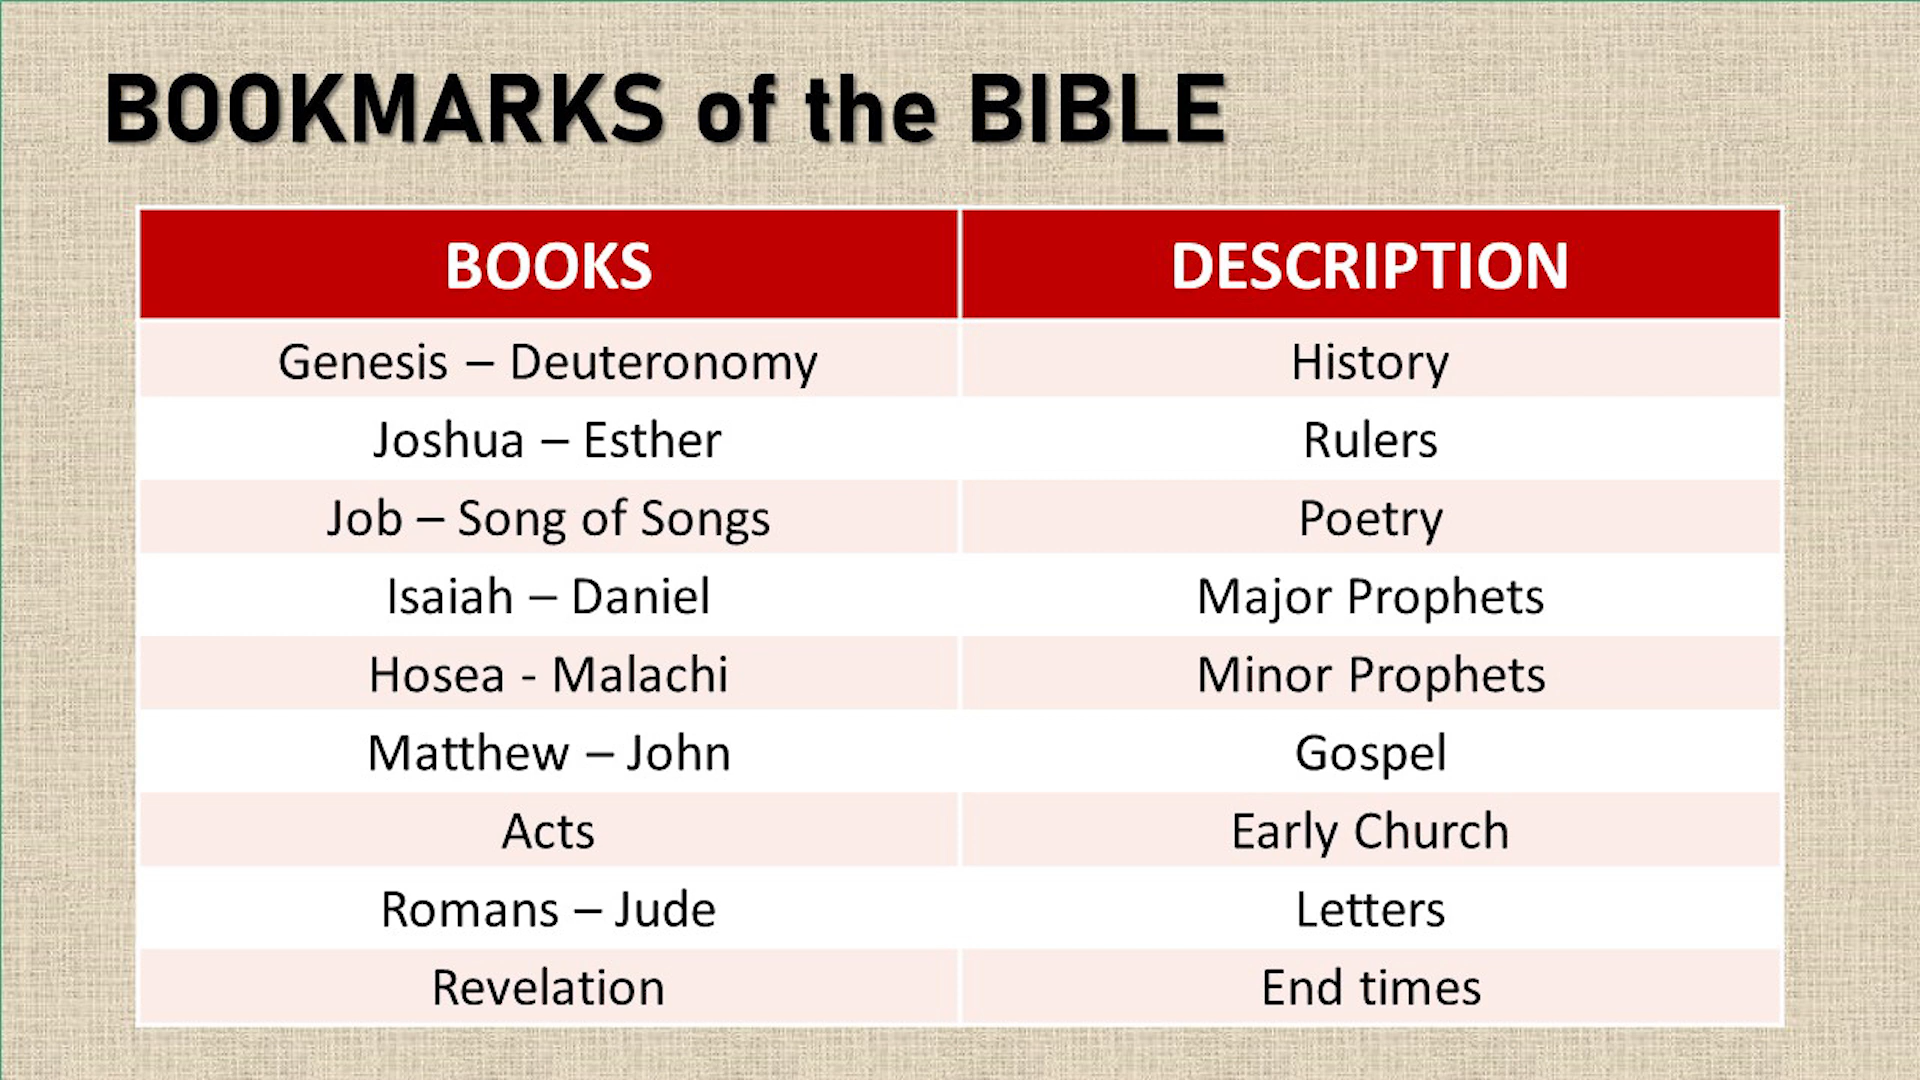 BOOKMARKS of the BIBLE
BOOKS DESCRIPTION
Genesis – Deuteronomy History
Joshua – Esther Rulers
Job – Song of Songs Poetry
Isaiah – Daniel Major Prophets
Hosea - Malachi Minor Prophets
Matthew – John Gospel
Acts Early Church
Romans – Jude Letters
Revelation End times